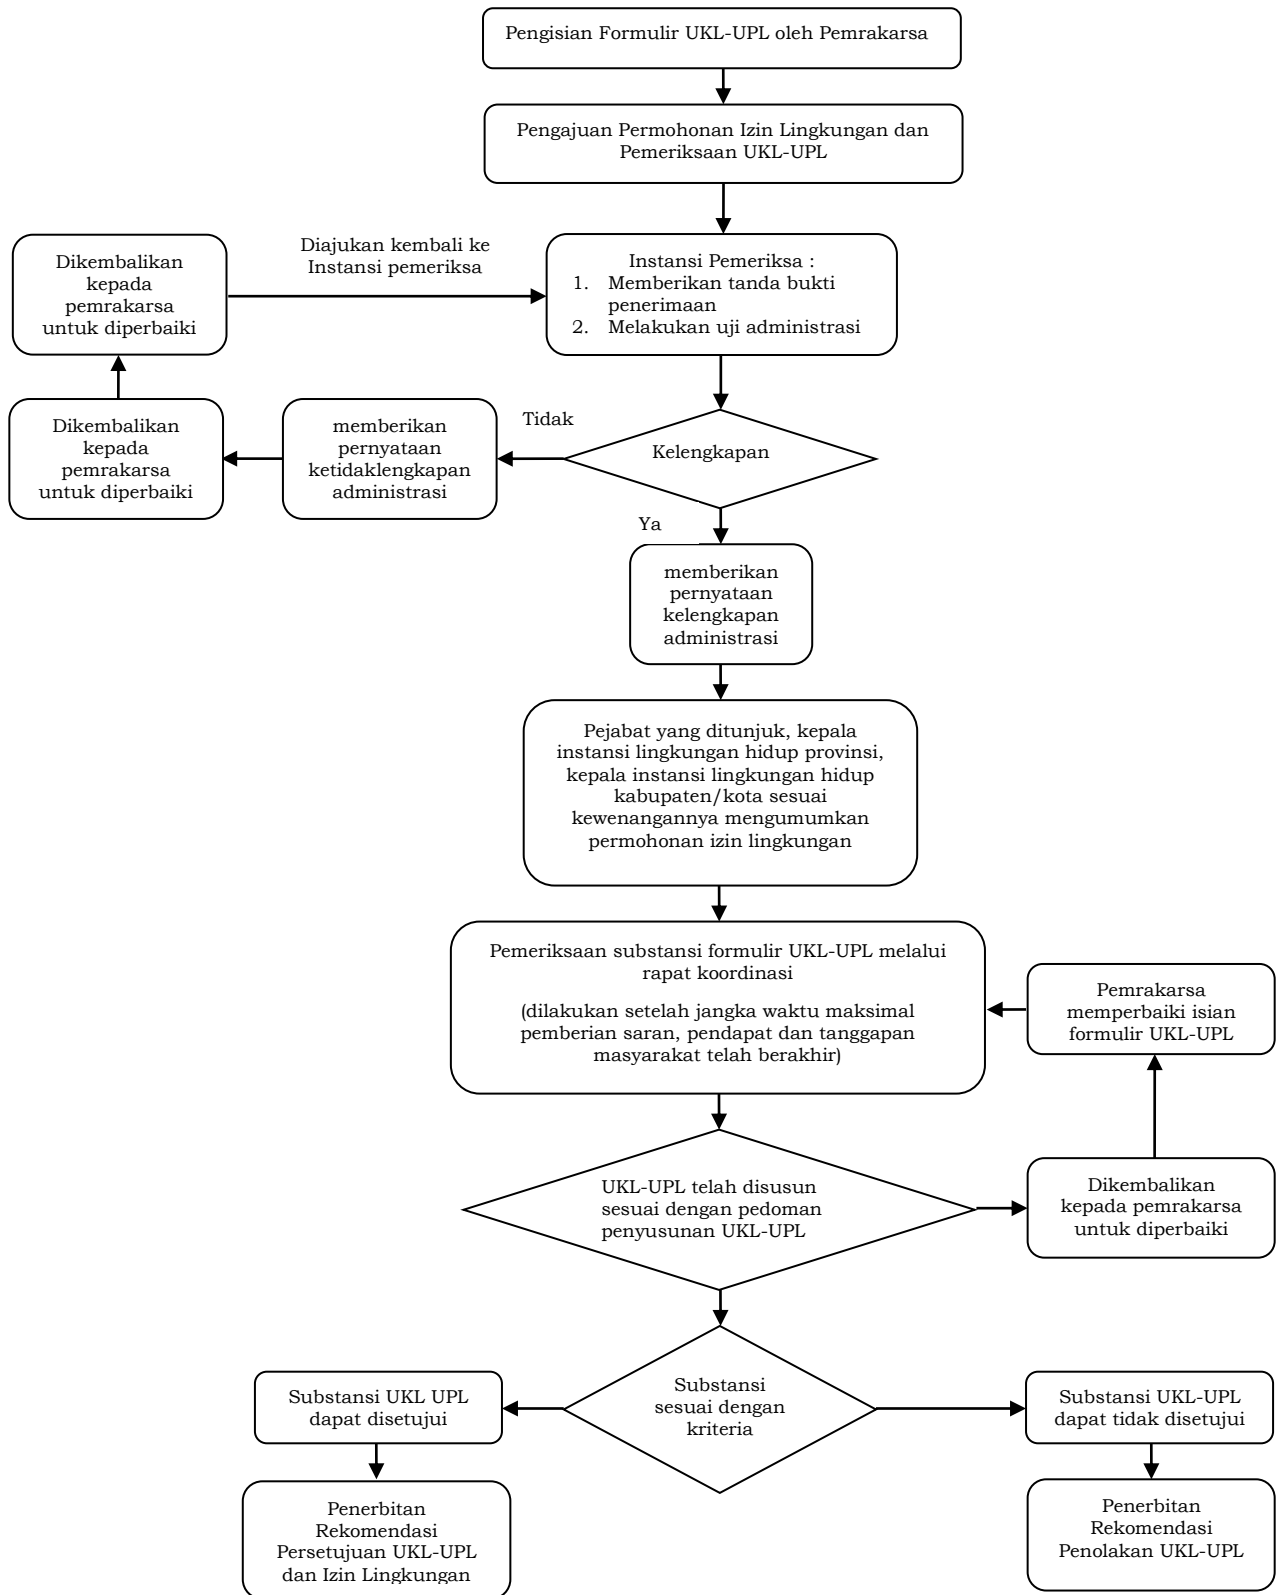 Pengisian Formulir UKL-UPL oleh Pemrakarsa
Pengajuan Permohonan Izin Lingkungan dan
Pemeriksaan UKL-UPL
Diajukan kembali ke
Instansi pemeriksa
Dikembalikan
kepada
pemrakarsa
untuk diperbaiki
Instansi Pemeriksa :
1. Memberikan tanda bukti
penerimaan
2. Melakukan uji administrasi
Dikembalikan
kepada
pemrakarsa
untuk diperbaiki
memberikan
pernyataan
ketidaklengkapan
administrasi
Tidak
Kelengkapan
Ya
memberikan
pernyataan
kelengkapan
administrasi
Pejabat yang ditunjuk, kepala
instansi lingkungan hidup provinsi,
kepala instansi lingkungan hidup
kabupaten/kota sesuai
kewenangannya mengumumkan
permohonan izin lingkungan
Pemeriksaan substansi formulir UKL-UPL melalui
rapat koordinasi
(dilakukan setelah jangka waktu maksimal
pemberian saran, pendapat dan tanggapan
masyarakat telah berakhir)
Pemrakarsa
memperbaiki isian
formulir UKL-UPL
UKL-UPL telah disusun
sesuai dengan pedoman
penyusunan UKL-UPL
Dikembalikan
kepada pemrakarsa
untuk diperbaiki
Substansi
sesuai dengan
kriteria
Substansi UKL UPL
dapat disetujui
Substansi UKL-UPL
dapat tidak disetujui
Penerbitan
Rekomendasi
Persetujuan UKL-UPL
dan Izin Lingkungan
Penerbitan
Rekomendasi
Penolakan UKL-UPL